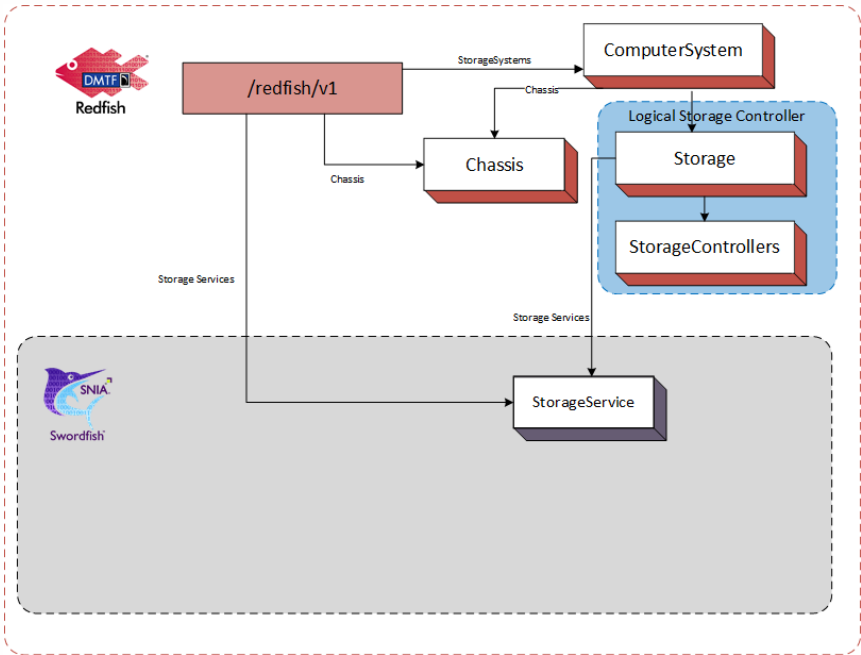 ComputerSystem
StorageSystems
DMTF
Redfish
/redfish/v1
Chassis
Logical Storage Controller
Storage
Chassis
Chassis
StorageControllers
Storage Services
Storage Services
SNIA
Swordfish
StorageService